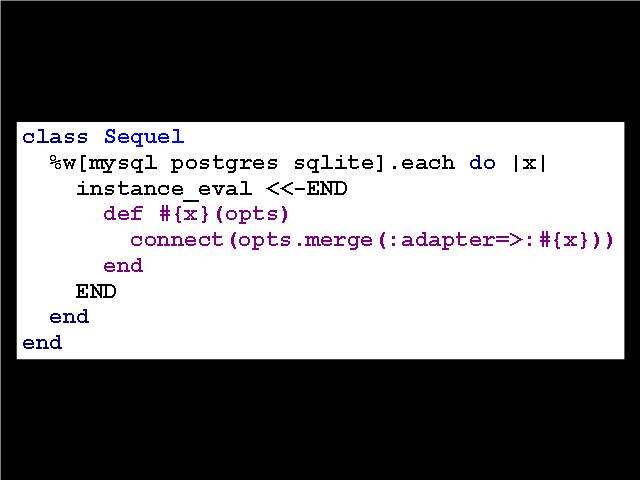 class Sequel
  %w[mysql postgres sqlite].each do |x|
    instance_eval <<-END
      def #{x}(opts)
        connect(opts.merge(:adapter=>:#{x}))
      end
    END
  end
end